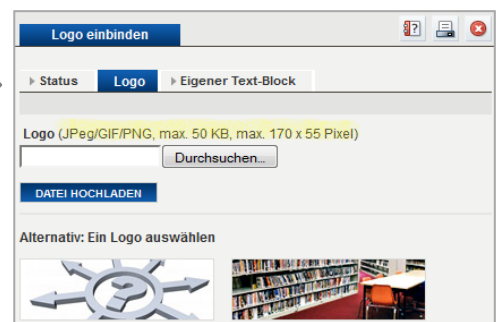 Logo einbinden
Status Logo Eigener Text-Block
Logo (JPeg/GIF/PNG, max. 50 KB, max. 170 x 55 Pixel)
Durchsuchen...
DATEI HOCHLADEN
Alternativ: Ein Logo auswählen